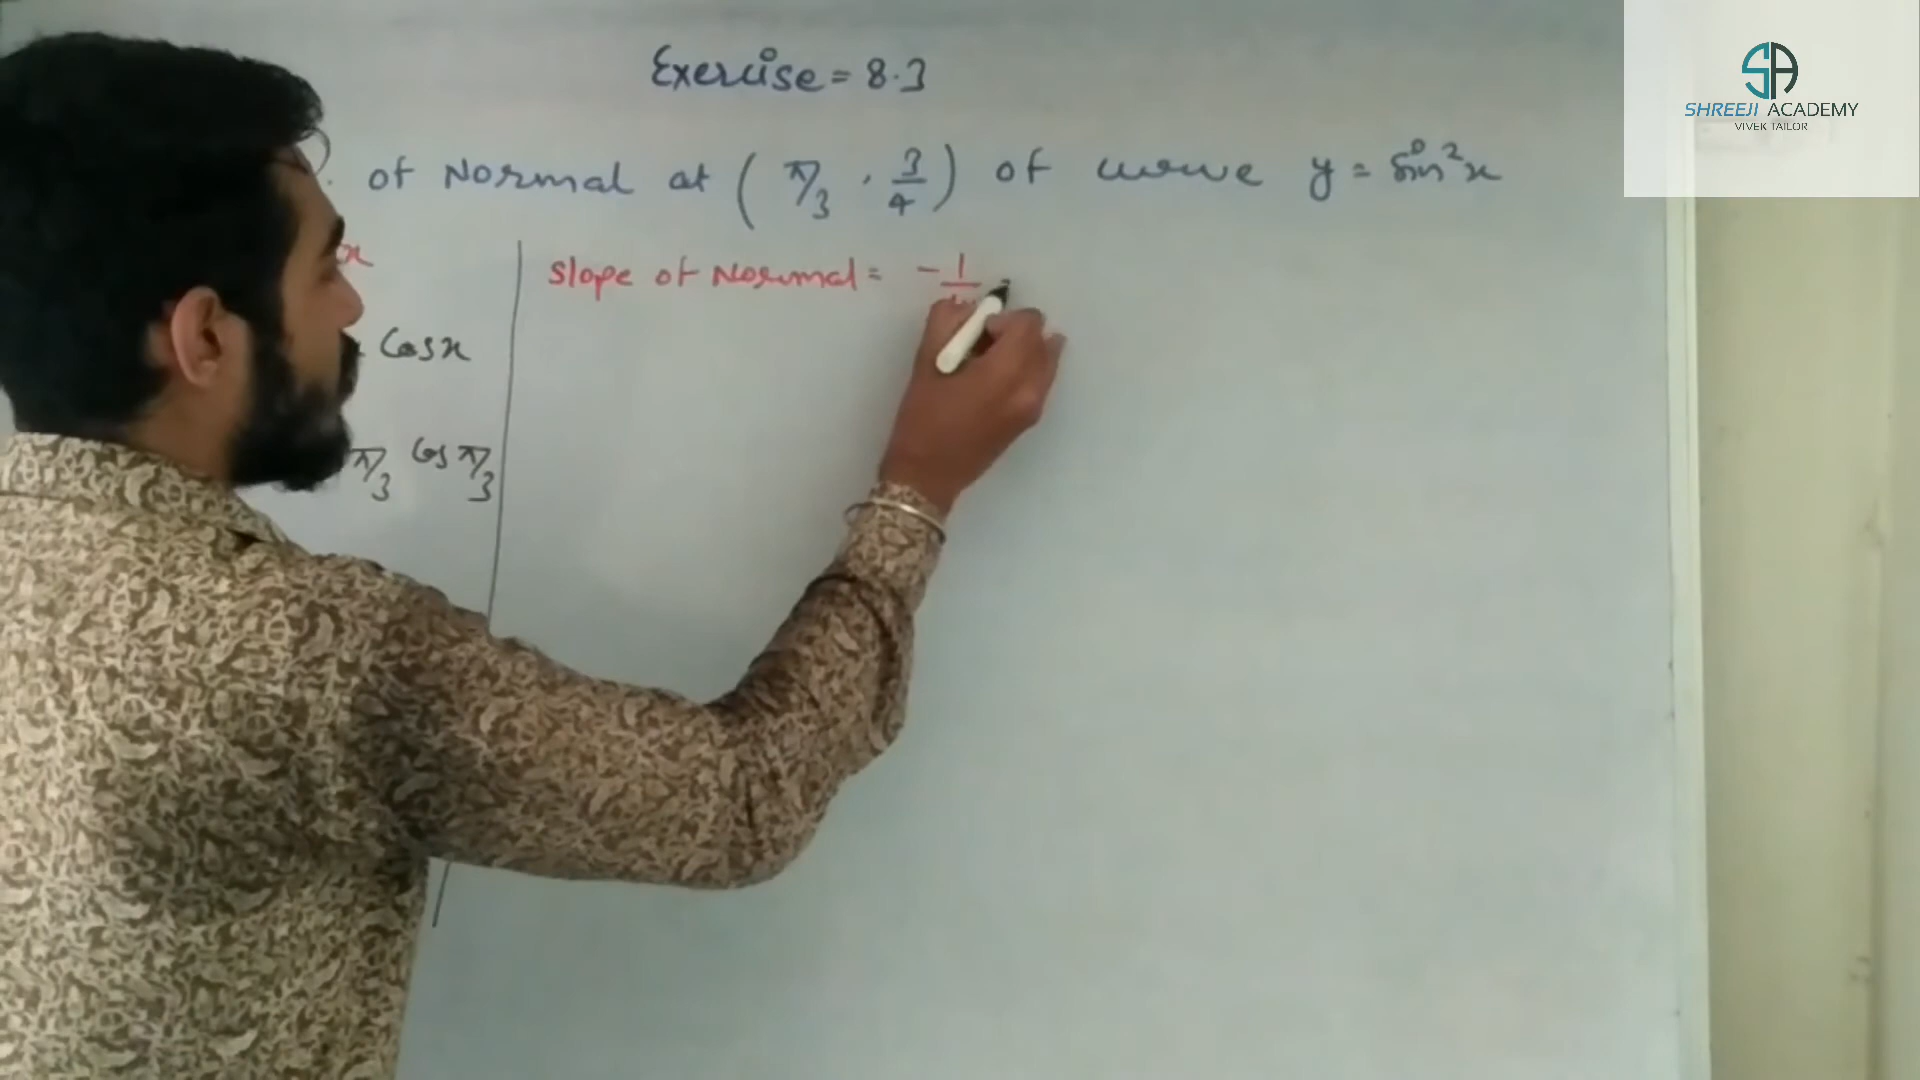 Exercise = 8.3
of Normal at ( π/3 , 3/4 ) of curve y = sin²x
x
Cosx
π/3 Cos π/3
Slope of Normal = - 1
SA
SHREEJI ACADEMY
VIVEK TAILOR